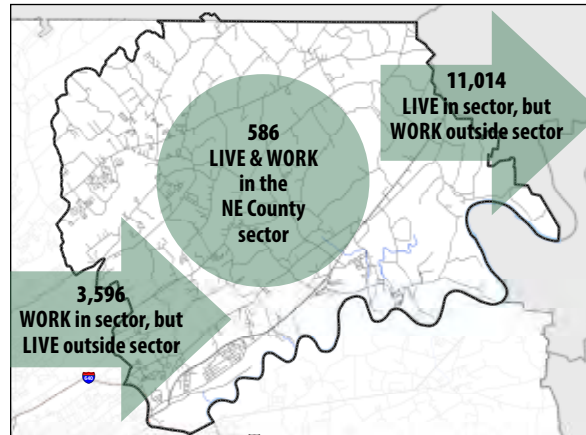 11,014
LIVE in sector, but
WORK outside sector
586
LIVE & WORK
in the
NE County
sector
3,596
WORK in sector, but
LIVE outside sector
640